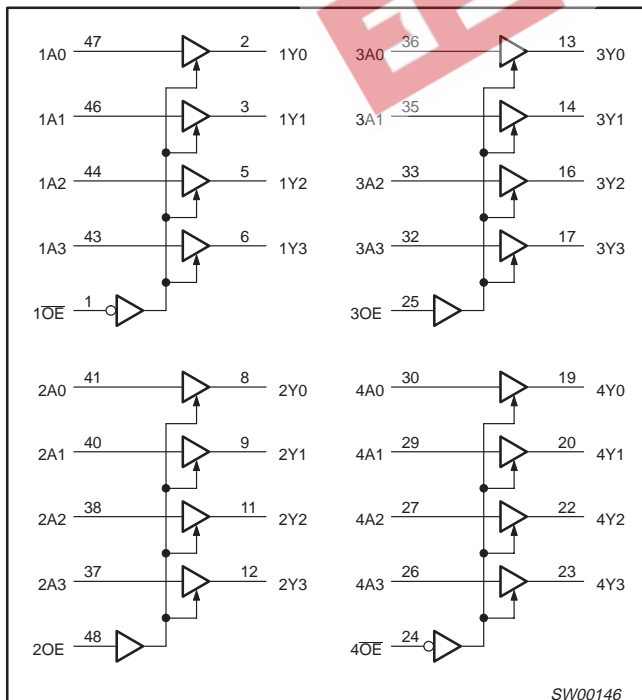 1A0 47 2 1Y0
1A1 46 3 1Y1
1A2 44 5 1Y2
1A3 43 6 1Y3
1O̅E̅ 1
3A0 36 13 3Y0
3A1 35 14 3Y1
3A2 33 16 3Y2
3A3 32 17 3Y3
3OE 25
2A0 41 8 2Y0
2A1 40 9 2Y1
2A2 38 11 2Y2
2A3 37 12 2Y3
2OE 48
4A0 30 19 4Y0
4A1 29 20 4Y1
4A2 27 22 4Y2
4A3 26 23 4Y3
4O̅E̅ 24
SW00146